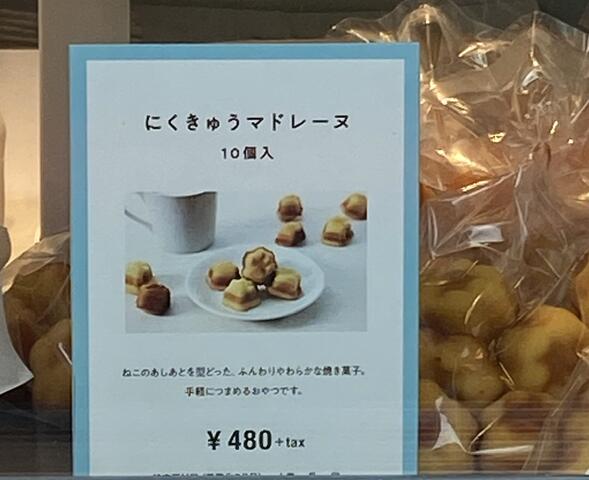 にくきゅうマドレーヌ
10個入
ねこのあしあとを型どった、ふんわりやわらかな焼き菓子。
手軽につまめるおやつです。
¥480+tax